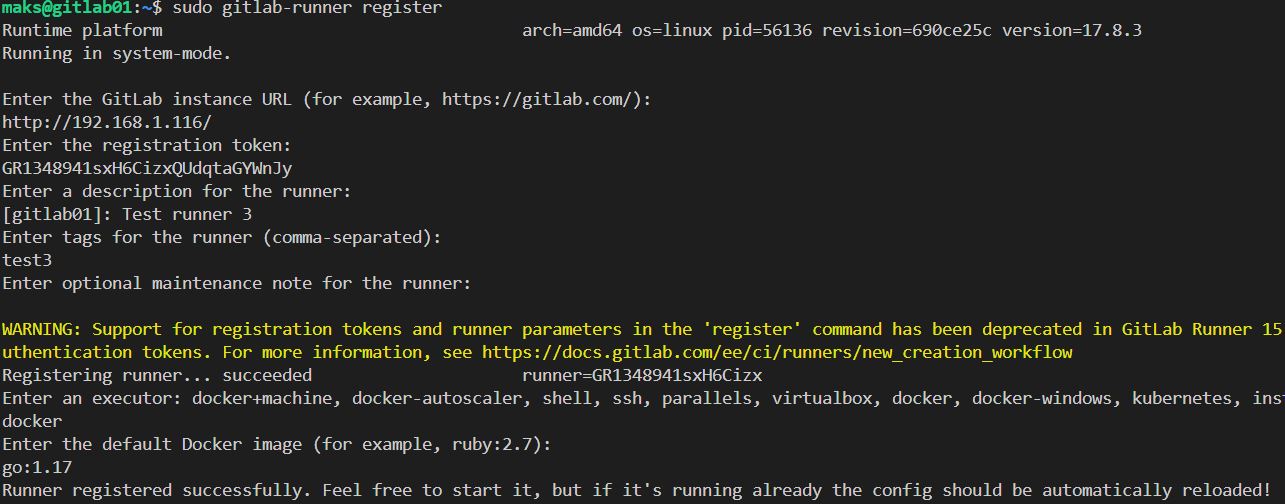 maks@gitlab01:~$ sudo gitlab-runner register
Runtime platform                                    arch=amd64 os=linux pid=56136 revision=690ce25c version=17.8.3
Running in system-mode.
Enter the GitLab instance URL (for example, https://gitlab.com/):
http://192.168.1.116/
Enter the registration token:
GR1348941sxH6CizxQUdqtaGYWnJy
Enter a description for the runner:
[gitlab01]: Test runner 3
Enter tags for the runner (comma-separated):
test3
Enter optional maintenance note for the runner:
WARNING: Support for registration tokens and runner parameters in the 'register' command has been deprecated in GitLab Runner 15
uthentication tokens. For more information, see https://docs.gitlab.com/ee/ci/runners/new_creation_workflow
Registering runner... succeeded                     runner=GR1348941sxH6Cizx
Enter an executor: docker+machine, docker-autoscaler, shell, ssh, parallels, virtualbox, docker, docker-windows, kubernetes, ins
docker
Enter the default Docker image (for example, ruby:2.7):
go:1.17
Runner registered successfully. Feel free to start it, but if it's running already the config should be automatically reloaded!